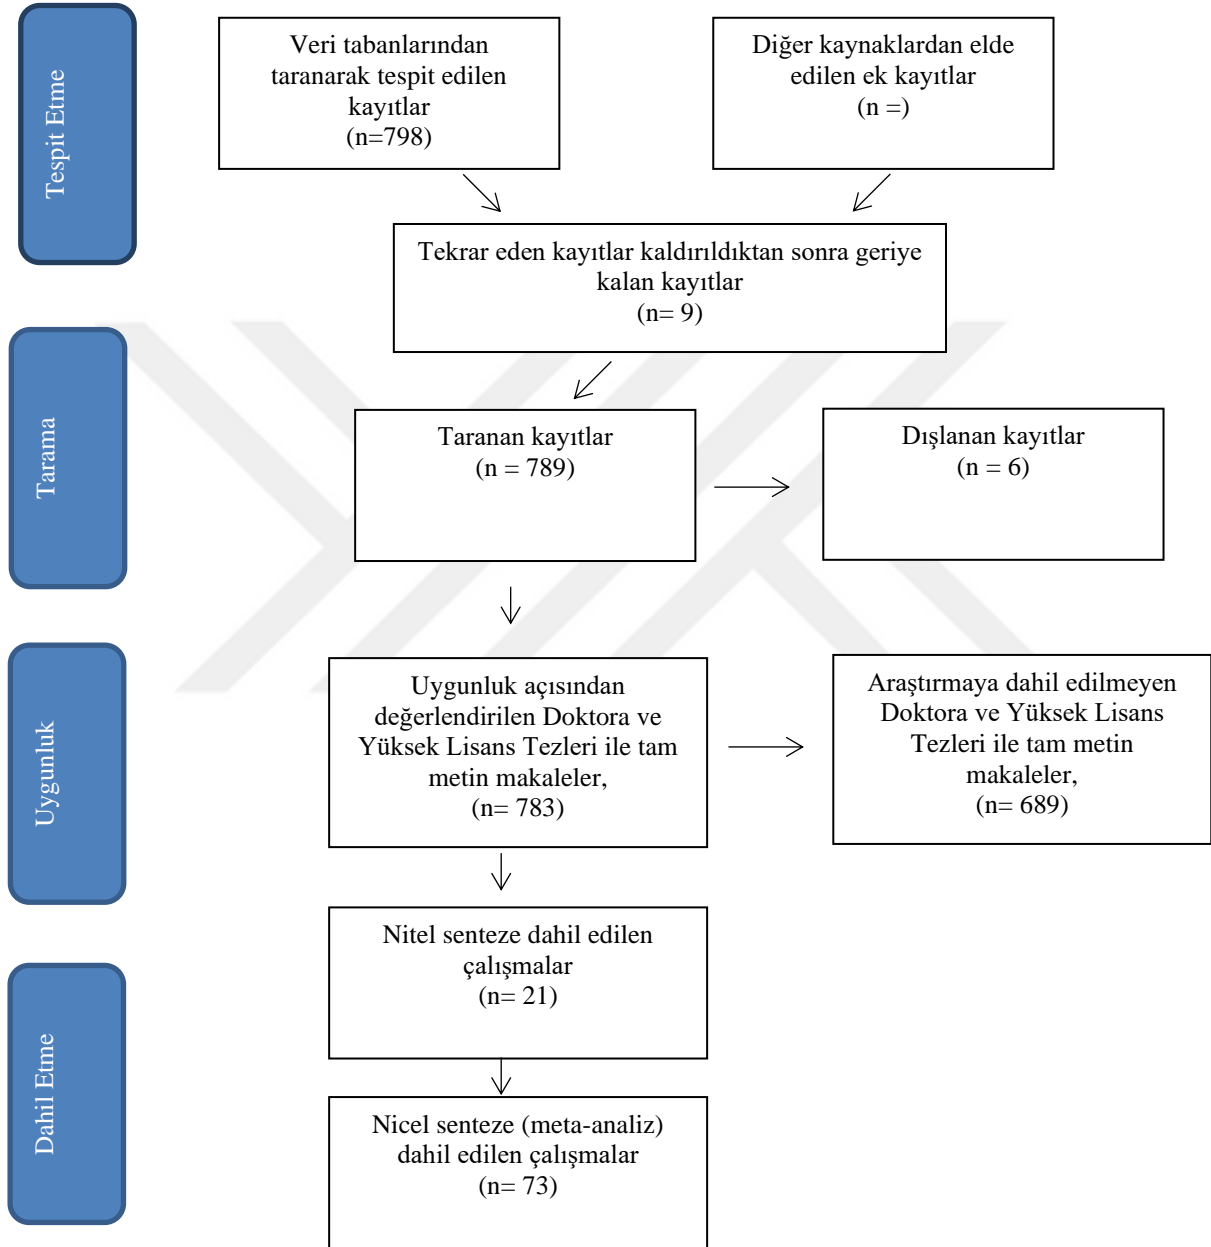 Tespit Etme
Veri tabanlarından
taranarak tespit edilen
kayıtlar
(n=798)
Diğer kaynaklardan elde
edilen ek kayıtlar
(n =)
Tekrar eden kayıtlar kaldırıldıktan sonra geriye
kalan kayıtlar
(n= 9)
Tarama
Taranan kayıtlar
(n = 789)
Dışlanan kayıtlar
(n = 6)
Uygunluk
Uygunluk açısından
değerlendirilen Doktora ve
Yüksek Lisans Tezleri ile tam
metin makaleler,
(n= 783)
Araştırmaya dahil edilmeyen
Doktora ve Yüksek Lisans
Tezleri ile tam metin
makaleler,
(n= 689)
Dahil Etme
Nitel senteze dahil edilen
çalışmalar
(n= 21)
Nicel senteze (meta-analiz)
dahil edilen çalışmalar
(n= 73)